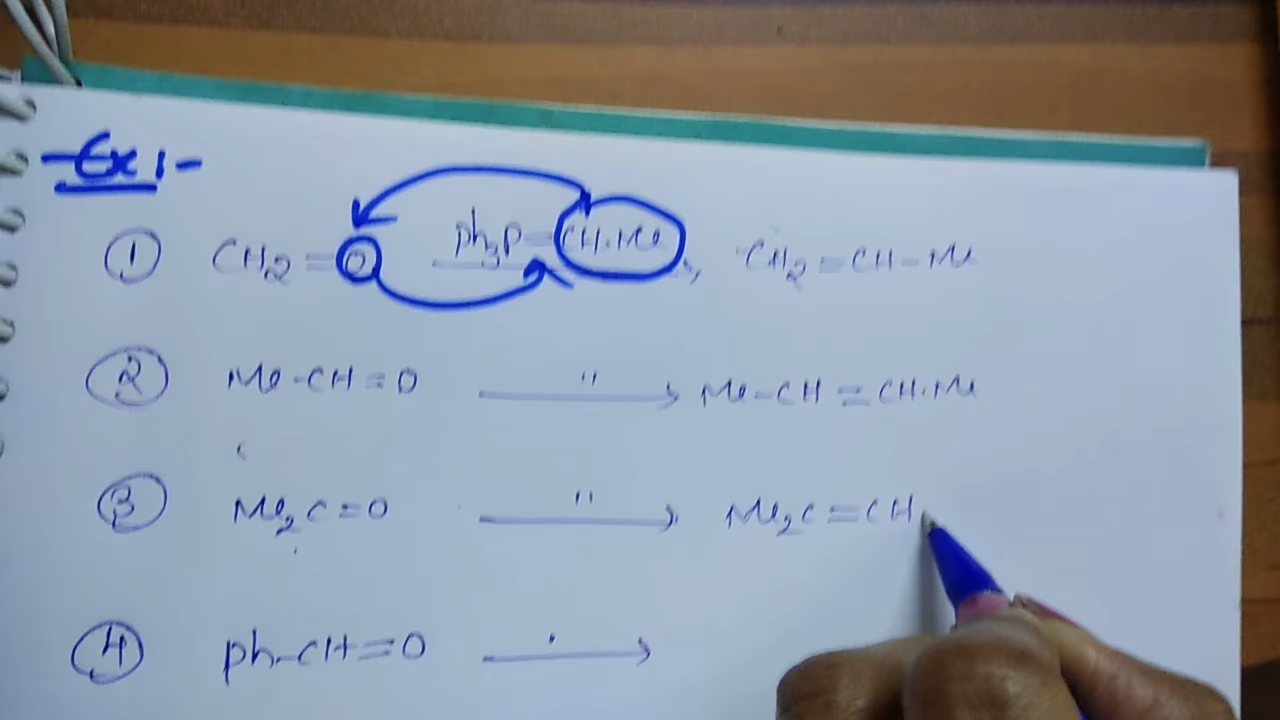 Ex:-
① CH₂=O Ph₃P=CH.Me → CH₂=CH-Me
② Me-CH=O " → Me-CH=CH.Me
③ Me₂C=O " → Me₂C=CH
④ Ph-CH=O →